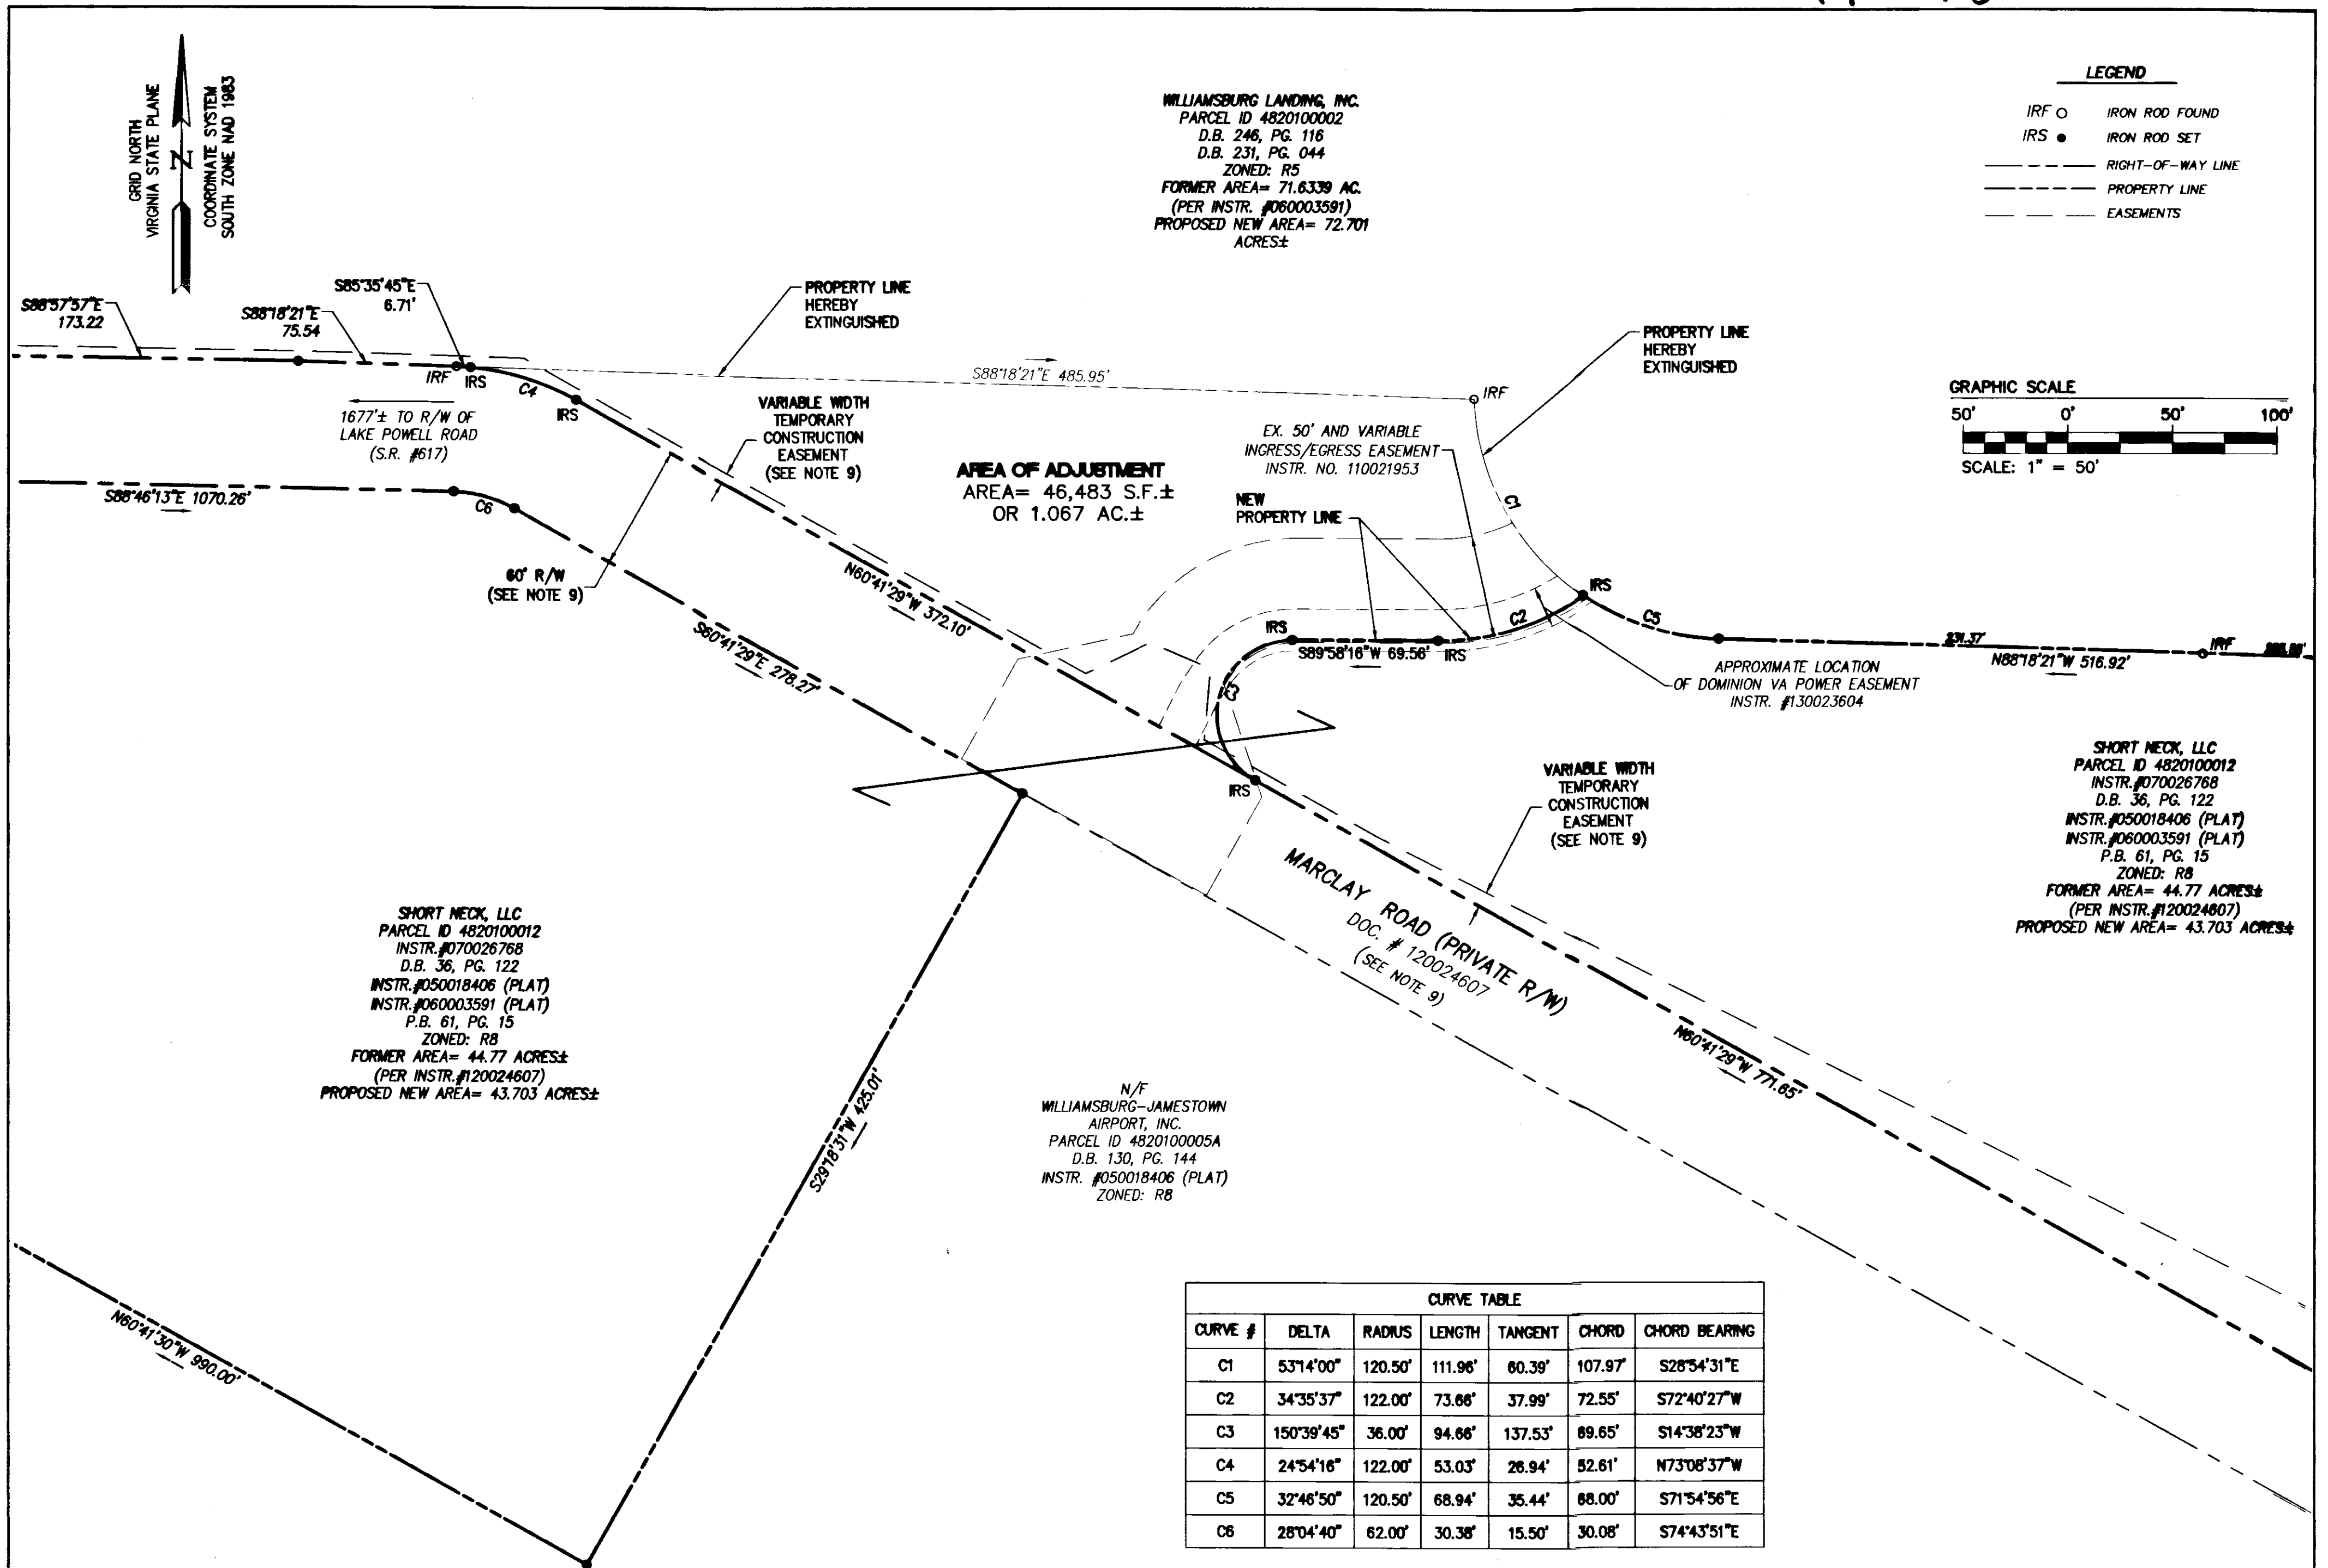 GRID NORTH
VIRGINIA STATE PLANE
COORDINATE SYSTEM
SOUTH ZONE NAD 1983
N
WILLIAMSBURG LANDING, INC.
PARCEL ID 4820100002
D.B. 246, PG. 116
D.B. 231, PG. 044
ZONED: R5
FORMER AREA= 71.6339 AC.
(PER INSTR. #060003591)
PROPOSED NEW AREA= 72.701
ACRES±
LEGEND
IRF IRON ROD FOUND
IRS IRON ROD SET
RIGHT-OF-WAY LINE
PROPERTY LINE
EASEMENTS
S88°57'57"E
173.22
S88°18'21"E
75.54
S85°35'45"E
6.71'
PROPERTY LINE
HEREBY
EXTINGUISHED
PROPERTY LINE
HEREBY
EXTINGUISHED
IRF
IRS
C4
IRS
S88°18'21"E 485.95'
IRF
GRAPHIC SCALE
50' 0' 50' 100'
SCALE: 1" = 50'
1677'± TO R/W OF
LAKE POWELL ROAD
(S.R. #617)
VARIABLE WIDTH
TEMPORARY
CONSTRUCTION
EASEMENT
(SEE NOTE 9)
AREA OF ADJUSTMENT
AREA= 46,483 S.F.±
OR 1.067 AC.±
EX. 50' AND VARIABLE
INGRESS/EGRESS EASEMENT
INSTR. NO. 110021953
NEW
PROPERTY LINE
C1
S88°46'13"E 1070.26'
C6
60' R/W
(SEE NOTE 9)
N60°41'29"W 372.10'
S60°41'29"E 278.27'
IRS
C2
C5
IRS
S89°58'16"W 69.56'
IRS
C3
IRS
231.37'
N88°18'21"W 516.92'
IRF
APPROXIMATE LOCATION
OF DOMINION VA POWER EASEMENT
INSTR. #130023604
VARIABLE WIDTH
TEMPORARY
CONSTRUCTION
EASEMENT
(SEE NOTE 9)
SHORT NECK, LLC
PARCEL ID 4820100012
INSTR.#070026768
D.B. 36, PG. 122
INSTR.#050018406 (PLAT)
INSTR.#060003591 (PLAT)
P.B. 61, PG. 15
ZONED: R8
FORMER AREA= 44.77 ACRES±
(PER INSTR.#120024607)
PROPOSED NEW AREA= 43.703 ACRES±
MARCLAY ROAD (PRIVATE R/W)
DOC. # 120024607
(SEE NOTE 9)
N60°41'29"W 771.65'
SHORT NECK, LLC
PARCEL ID 4820100012
INSTR.#070026768
D.B. 36, PG. 122
INSTR.#050018406 (PLAT)
INSTR.#060003591 (PLAT)
P.B. 61, PG. 15
ZONED: R8
FORMER AREA= 44.77 ACRES±
(PER INSTR.#120024607)
PROPOSED NEW AREA= 43.703 ACRES±
S29°18'31"W 425.01'
N/F
WILLIAMSBURG-JAMESTOWN
AIRPORT, INC.
PARCEL ID 4820100005A
D.B. 130, PG. 144
INSTR. #050018406 (PLAT)
ZONED: R8
N60°41'30"W 990.00'
CURVE TABLE
CURVE # DELTA RADIUS LENGTH TANGENT CHORD CHORD BEARING
C1 53°14'00" 120.50' 111.96' 60.39' 107.97' S28°54'31"E
C2 34°35'37" 122.00' 73.66' 37.99' 72.55' S72°40'27"W
C3 150°39'45" 36.00' 94.66' 137.53' 69.65' S14°38'23"W
C4 24°54'16" 122.00' 53.03' 26.94' 52.61' N73°08'37"W
C5 32°46'50" 120.50' 68.94' 35.44' 68.00' S71°54'56"E
C6 28°04'40" 62.00' 30.38' 15.50' 30.08' S74°43'51"E